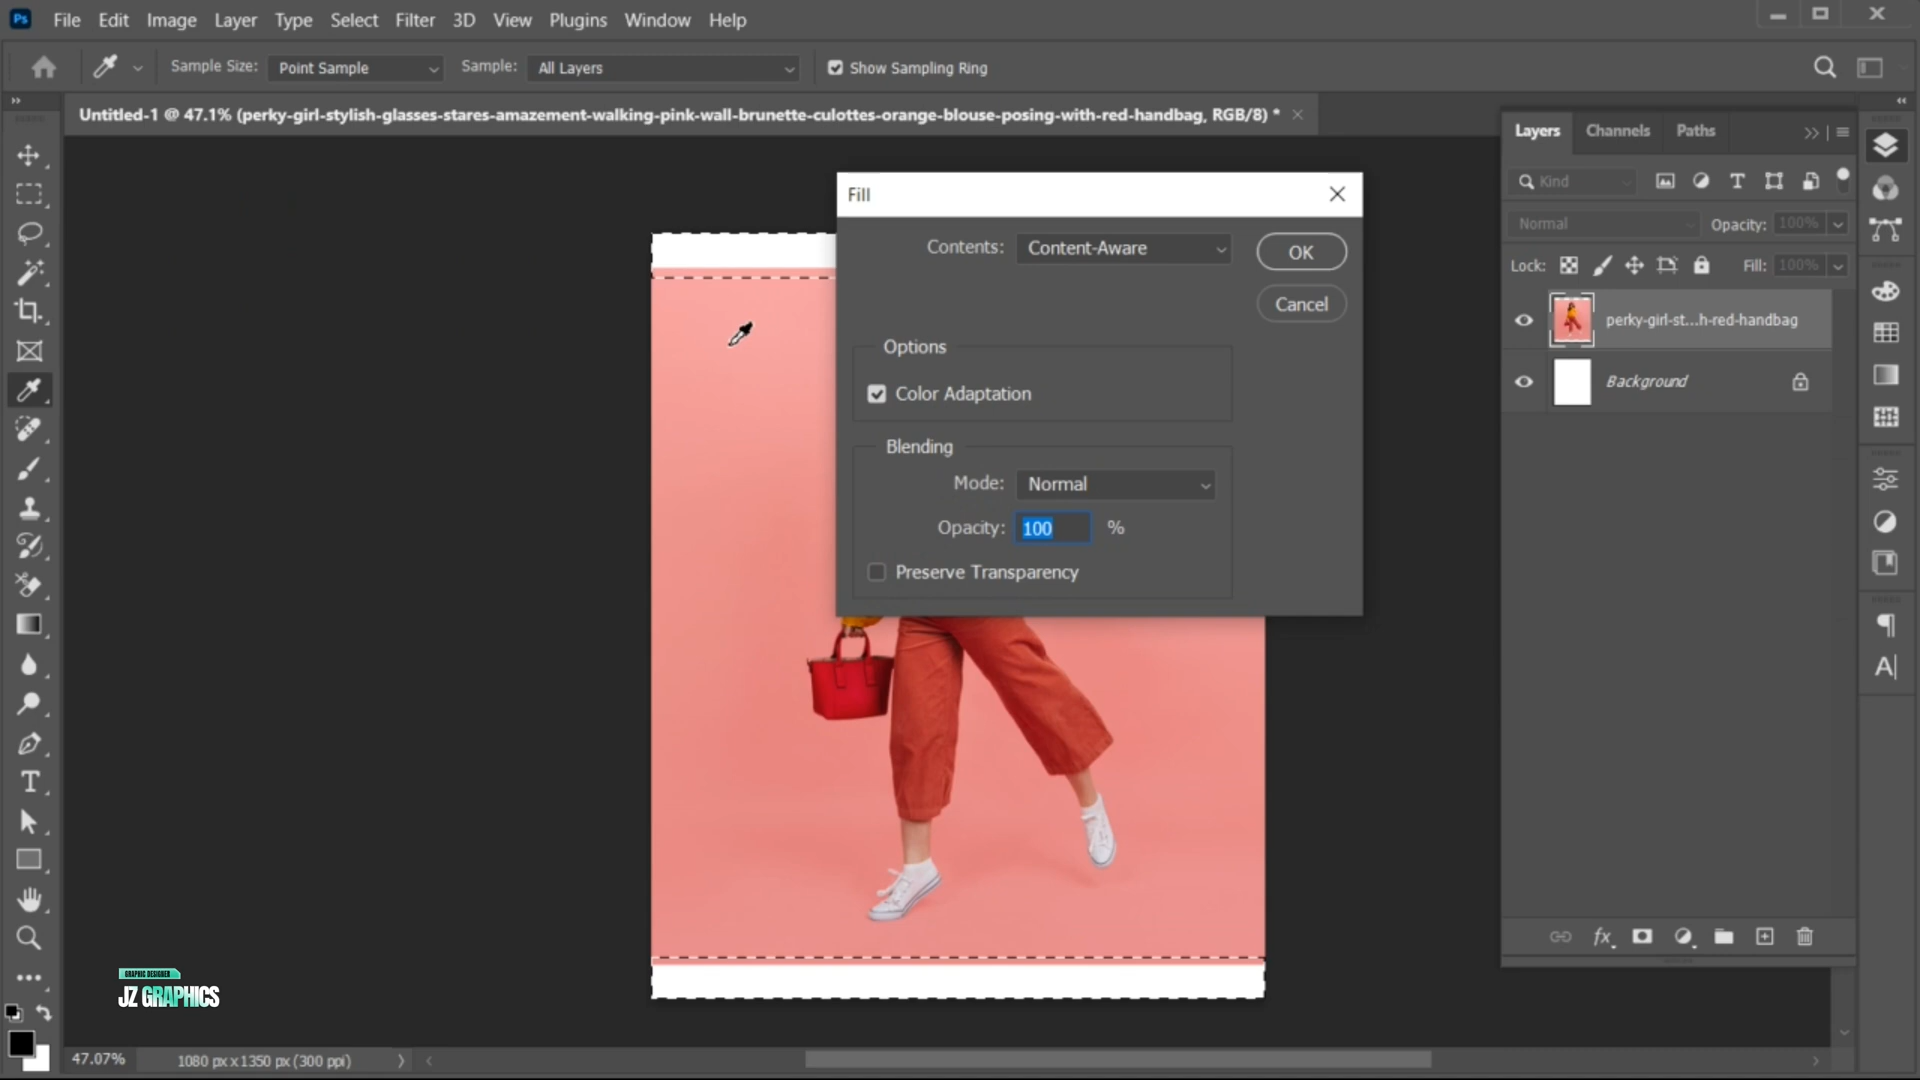 Ps File Edit Image Layer Type Select Filter 3D View Plugins Window Help
Sample Size: Point Sample Sample: All Layers Show Sampling Ring
Untitled-1 @ 47.1% (perky-girl-stylish-glasses-stares-amazement-walking-pink-wall-brunette-culottes-orange-blouse-posing-with-red-handbag, RGB/8) *
Layers Channels Paths
Kind
Normal Opacity: 100%
Lock: Fill: 100%
perky-girl-st...h-red-handbag
Background
Fill
Contents: Content-Aware OK
Cancel
Options
Color Adaptation
Blending
Mode: Normal
Opacity: 100 %
Preserve Transparency
GRAPHIC DESIGNER
JZ GRAPHICS
47.07% 1080 px x 1350 px (300 ppi)